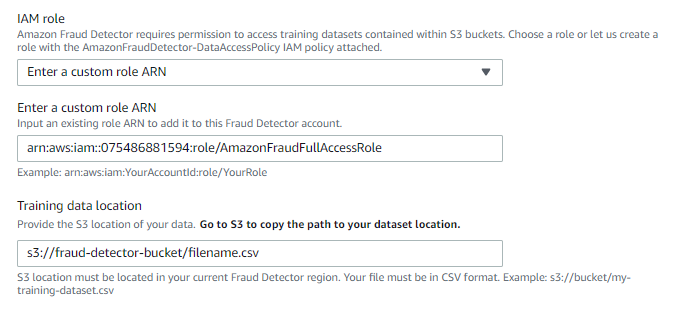 IAM role
Amazon Fraud Detector requires permission to access training datasets contained within S3 buckets. Choose a role or let us create a
role with the AmazonFraudDetector-DataAccessPolicy IAM policy attached.
Enter a custom role ARN
Enter a custom role ARN
Input an existing role ARN to add it to this Fraud Detector account.
arn:aws:iam::075486881594:role/AmazonFraudFullAccessRole
Example: arn:aws:iam:YourAccountId:role/YourRole
Training data location
Provide the S3 location of your data. Go to S3 to copy the path to your dataset location.
s3://fraud-detector-bucket/filename.csv
S3 location must be located in your current Fraud Detector region. Your file must be in CSV format. Example: s3://bucket/my-
training-dataset.csv